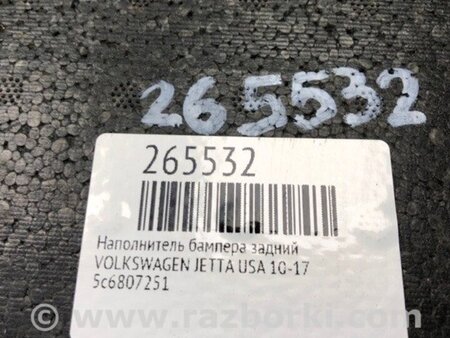 265532
265532
Наполнитель бампера задний
VOLKSWAGEN JETTA USA 10-17
5c6807251
www.razborki.com